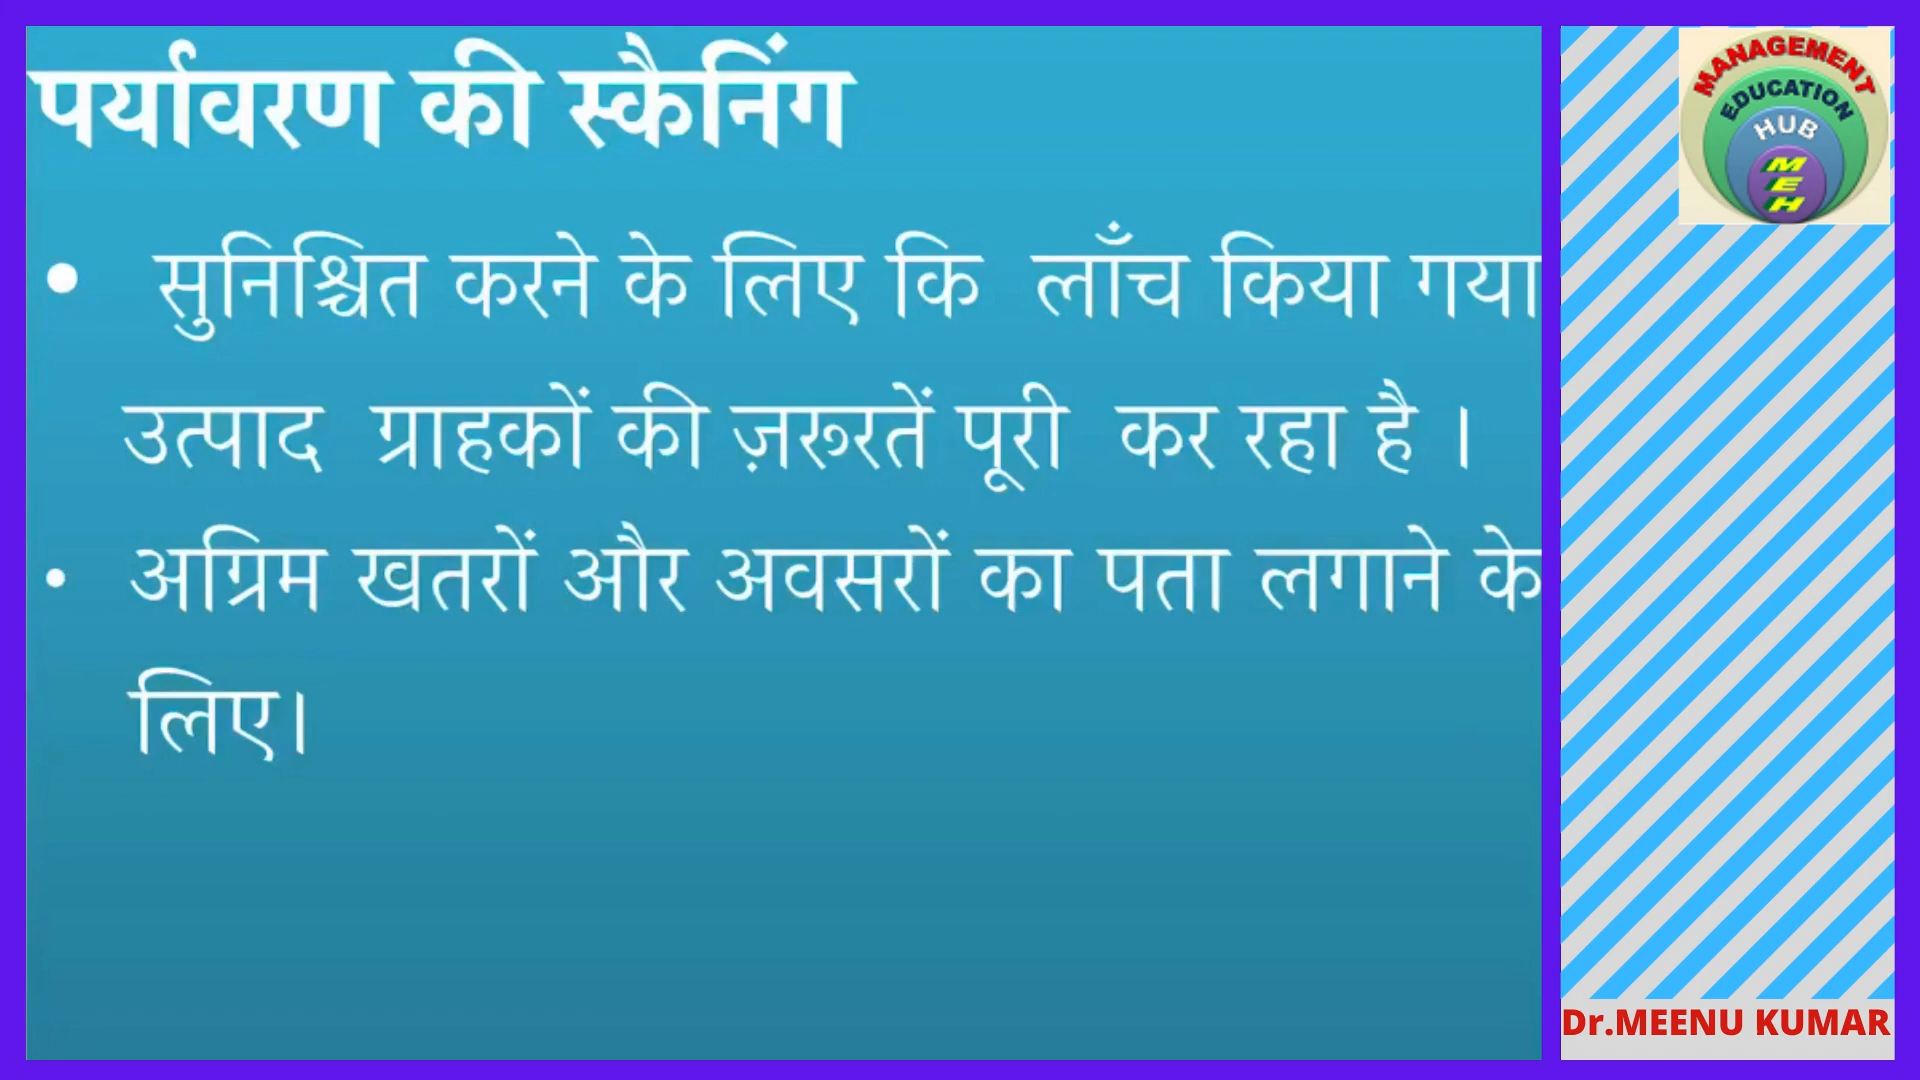 पर्यावरण की स्कैनिंग
• सुनिश्चित करने के लिए कि लाँच किया गया
उत्पाद ग्राहकों की ज़रूरतें पूरी कर रहा है ।
• अग्रिम खतरों और अवसरों का पता लगाने के
लिए।
MANAGEMENT
EDUCATION
HUB
M
E
H
Dr.MEENU KUMAR